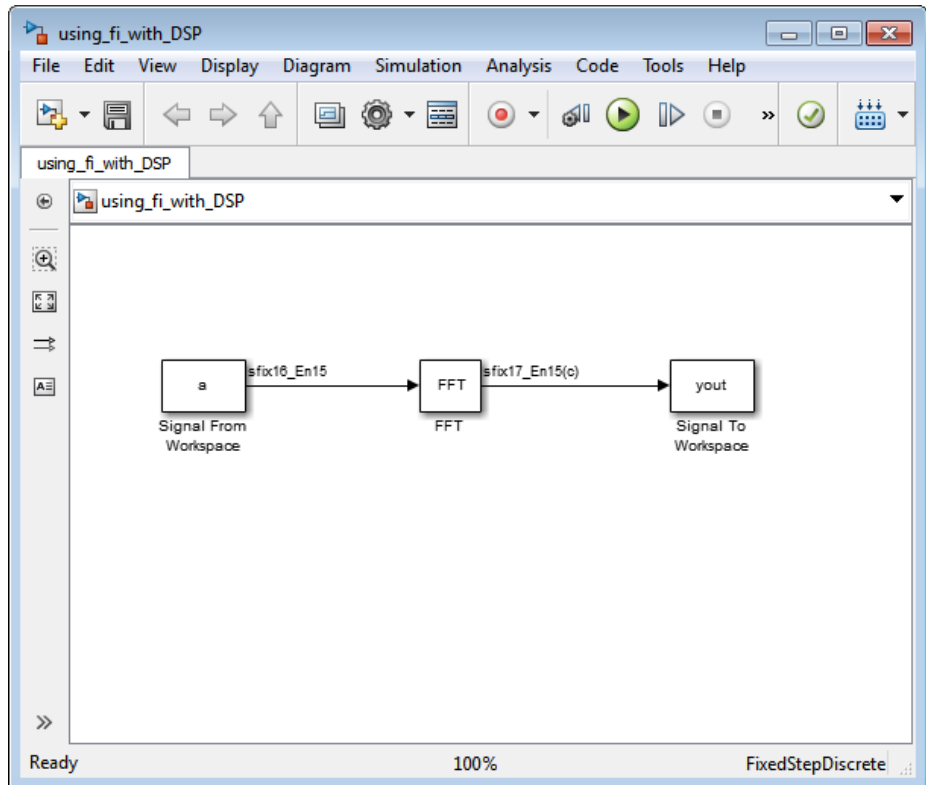 using_fi_with_DSP
File Edit View Display Diagram Simulation Analysis Code Tools Help
»
using_fi_with_DSP
using_fi_with_DSP
a
sfix16_En15
FFT
sfix17_En15(c)
yout
Signal From
Workspace
FFT
Signal To
Workspace
»
Ready 100% FixedStepDiscrete